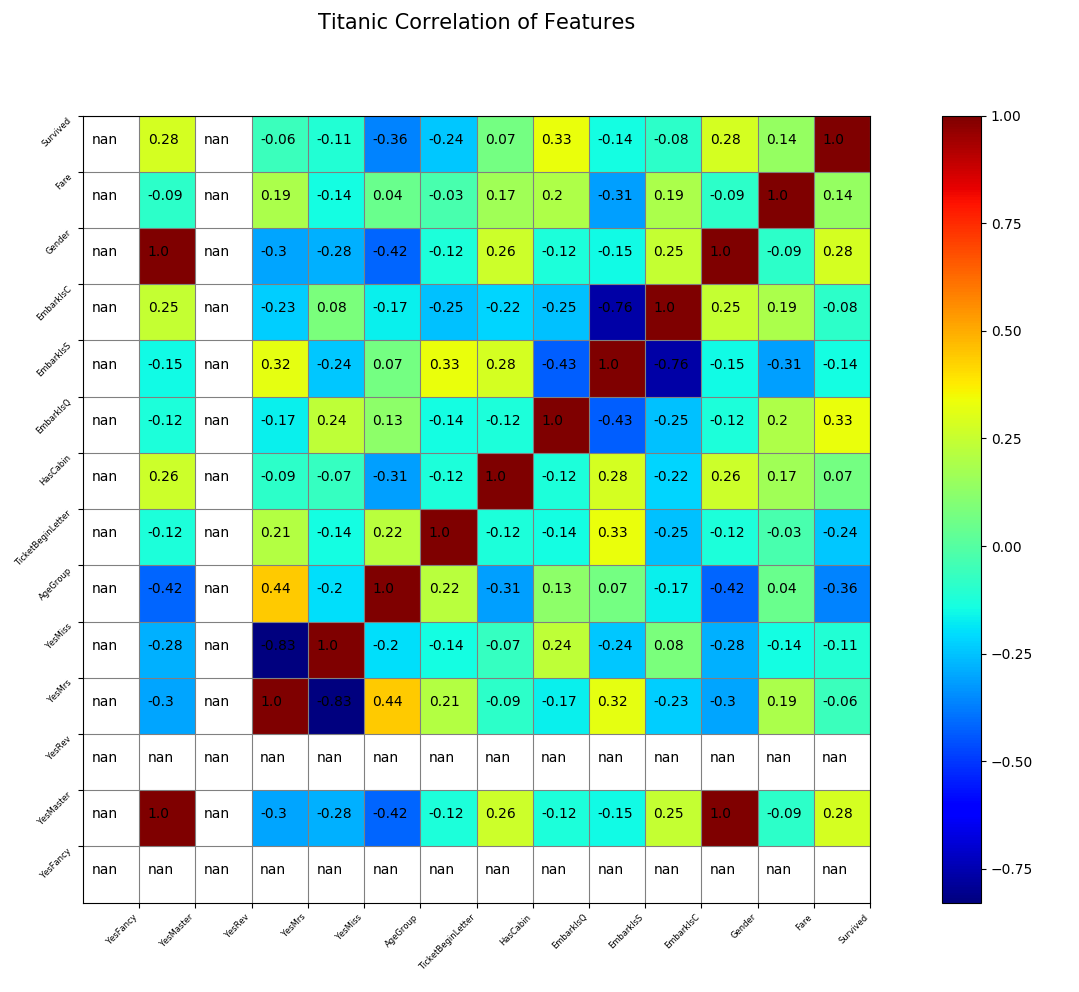 Titanic Correlation of Features
Survived nan 0.28 nan -0.06 -0.11 -0.36 -0.24 0.07 0.33 -0.14 -0.08 0.28 0.14 1.0
Fare nan -0.09 nan 0.19 -0.14 0.04 -0.03 0.17 0.2 -0.31 0.19 -0.09 1.0 0.14
Gender nan 1.0 nan -0.3 -0.28 -0.42 -0.12 0.26 -0.12 -0.15 0.25 1.0 -0.09 0.28
EmbarkIsC nan 0.25 nan -0.23 0.08 -0.17 -0.25 -0.22 -0.25 -0.76 1.0 0.25 0.19 -0.08
EmbarkIsS nan -0.15 nan 0.32 -0.24 0.07 0.33 0.28 -0.43 1.0 -0.76 -0.15 -0.31 -0.14
EmbarkIsQ nan -0.12 nan -0.17 0.24 0.13 -0.14 -0.12 1.0 -0.43 -0.25 -0.12 0.2 0.33
HasCabin nan 0.26 nan -0.09 -0.07 -0.31 -0.12 1.0 -0.12 0.28 -0.22 0.26 0.17 0.07
TicketBeginLetter nan -0.12 nan 0.21 -0.14 0.22 1.0 -0.12 -0.14 0.33 -0.25 -0.12 -0.03 -0.24
AgeGroup nan -0.42 nan 0.44 -0.2 1.0 0.22 -0.31 0.13 0.07 -0.17 -0.42 0.04 -0.36
YesMiss nan -0.28 nan -0.83 1.0 -0.2 -0.14 -0.07 0.24 -0.24 0.08 -0.28 -0.14 -0.11
YesMrs nan -0.3 nan 1.0 -0.83 0.44 0.21 -0.09 -0.17 0.32 -0.23 -0.3 0.19 -0.06
YesRev nan nan nan nan nan nan nan nan nan nan nan nan nan nan
YesMaster nan 1.0 nan -0.3 -0.28 -0.42 -0.12 0.26 -0.12 -0.15 0.25 1.0 -0.09 0.28
YesFancy nan nan nan nan nan nan nan nan nan nan nan nan nan nan
YesFancy YesMaster YesRev YesMrs YesMiss AgeGroup TicketBeginLetter HasCabin EmbarkIsQ EmbarkIsS EmbarkIsC Gender Fare Survived
1.00
0.75
0.50
0.25
0.00
−0.25
−0.50
−0.75